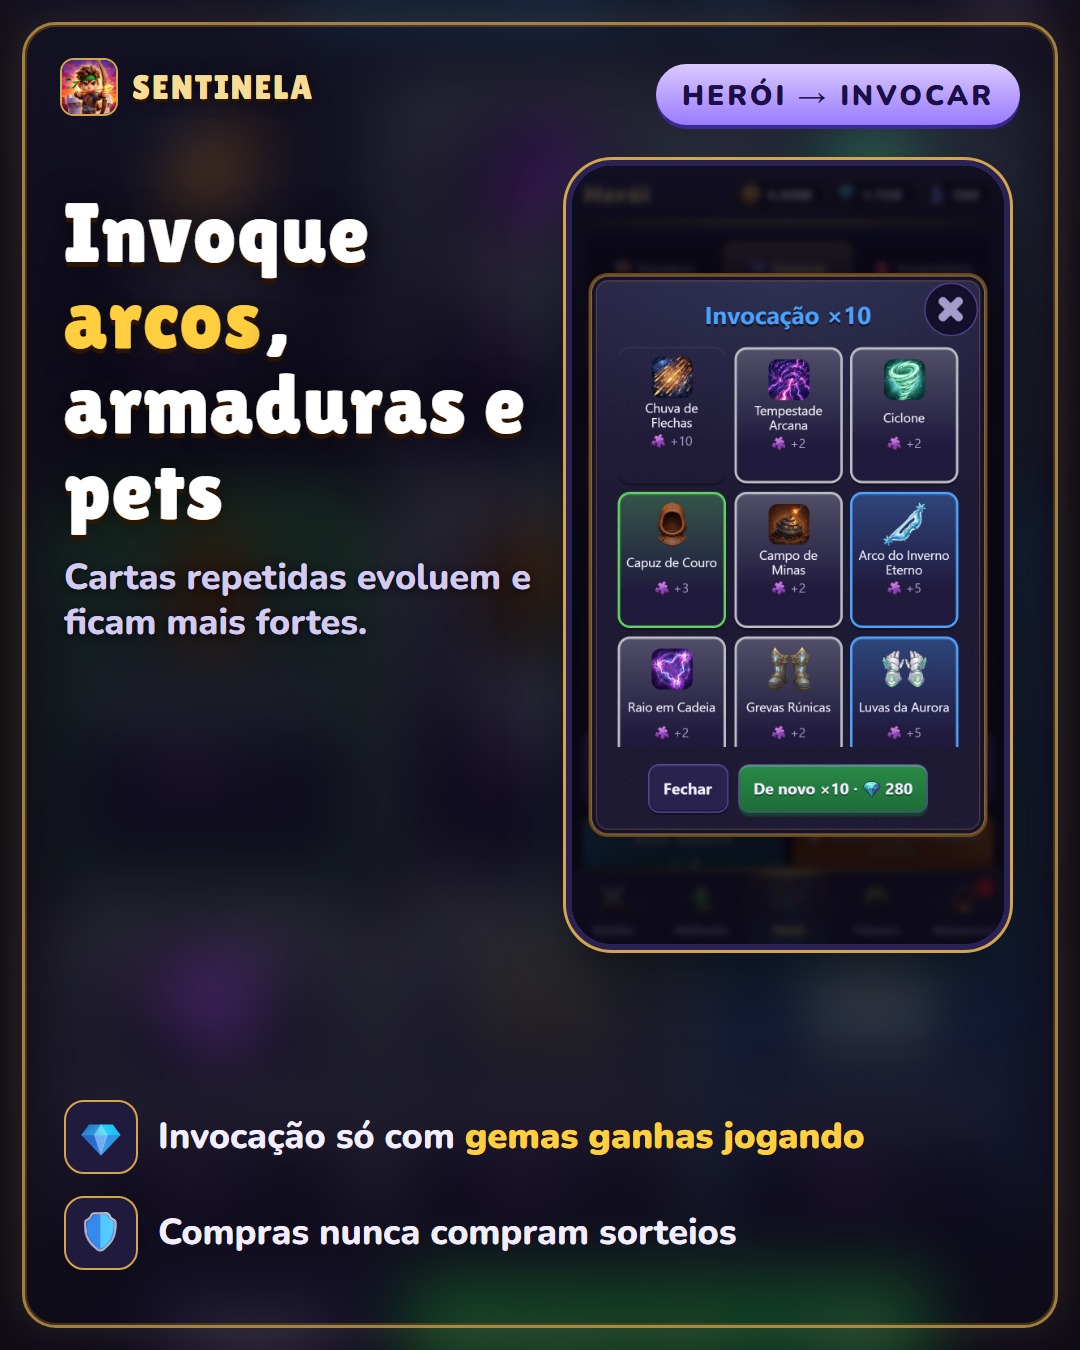 SENTINELA
HERÓI → INVOCAR
Invoque
arcos,
armaduras e
pets
Cartas repetidas evoluem e
ficam mais fortes.
Invocação ×10
Chuva de
Flechas
+10
Tempestade
Arcana
+2
Ciclone
+2
Capuz de Couro
+3
Campo de
Minas
+2
Arco do Inverno
Eterno
+5
Raio em Cadeia
+2
Grevas Rúnicas
+2
Luvas da Aurora
+5
Fechar
De novo ×10 · 280
Invocação só com gemas ganhas jogando
Compras nunca compram sorteios